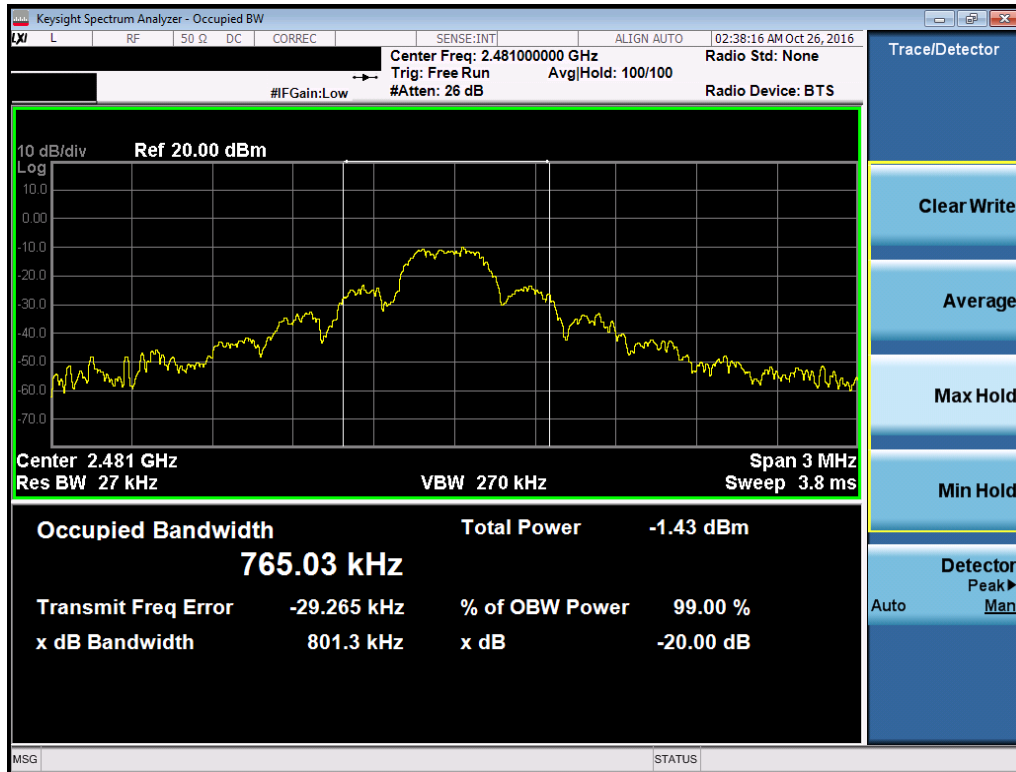 Keysight Spectrum Analyzer - Occupied BW
LXI L RF 50 Ω DC CORREC SENSE:INT ALIGN AUTO 02:38:16 AM Oct 26, 2016
Center Freq: 2.481000000 GHz Radio Std: None
Trig: Free Run Avg|Hold: 100/100
#IFGain:Low #Atten: 26 dB Radio Device: BTS
Trace/Detector
10 dB/div Ref 20.00 dBm
Log
10.0
0.00
-10.0
-20.0
-30.0
-40.0
-50.0
-60.0
-70.0
Center 2.481 GHz Span 3 MHz
Res BW 27 kHz VBW 270 kHz Sweep 3.8 ms
Occupied Bandwidth Total Power -1.43 dBm
765.03 kHz
Transmit Freq Error -29.265 kHz % of OBW Power 99.00 %
x dB Bandwidth 801.3 kHz x dB -20.00 dB
Clear Write
Average
Max Hold
Min Hold
Detector
Peak▶
Auto Man
MSG STATUS